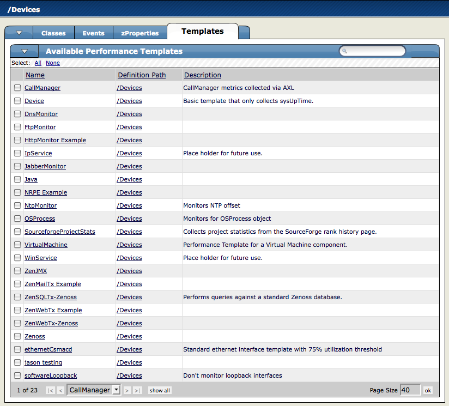 /Devices
Classes Events zProperties Templates
Available Performance Templates
Select: All None
Name Definition Path Description
CallManager /Devices CallManager metrics collected via AXL
Device /Devices Basic template that only collects sysUpTime.
DnsMonitor /Devices
FtpMonitor /Devices
HttpMonitor Example /Devices
IpService /Devices Place holder for future use.
JabberMonitor /Devices
Java /Devices
NRPE Example /Devices
NtpMonitor /Devices Monitors NTP offset
OSProcess /Devices Monitors for OSProcess object
SourceforgeProjectStats /Devices Collects project statistics from the SourceForge rank history page.
VirtualMachine /Devices Performance Template for a Virtual Machine component.
WinService /Devices Place holder for future use.
ZenJMX /Devices
ZenMailTx Example /Devices
ZenSQLTx-Zenoss /Devices Performs queries against a standard Zenoss database.
ZenWebTx Example /Devices
ZenWebTx-Zenoss /Devices
Zenoss /Devices
ethernetCsmacd /Devices Standard ethernet interface template with 75% utilization threshold
jason testing /Devices
softwareLoopback /Devices Don't monitor loopback interfaces
1 of 23 CallManager show all Page Size 40 ok